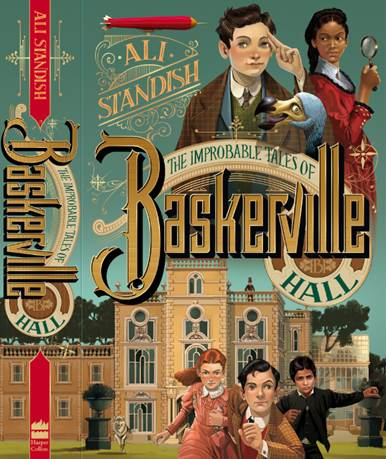 ALI STANDISH
THE IMPROBABLE TALES OF
Baskerville
HALL
B
Harper
Collins
ALI
STANDISH
THE IMPROBABLE TALES OF
Baskerville
B
HALL